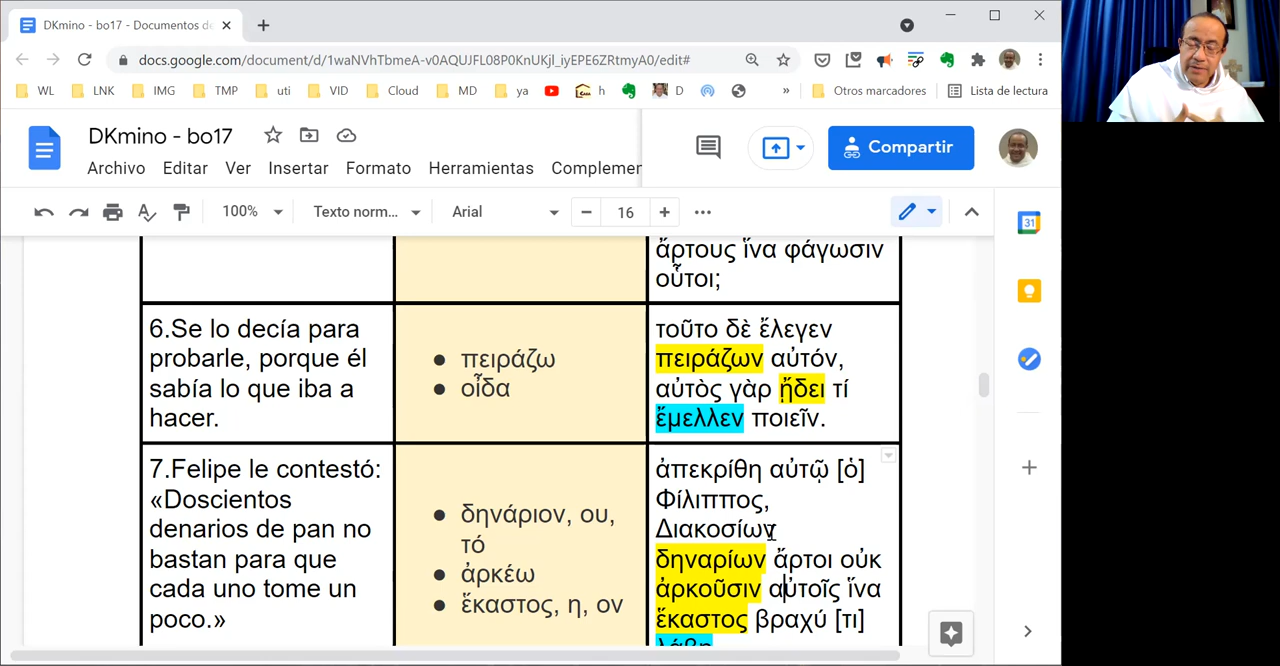 DKmino - bo17 - Documentos de
docs.google.com/document/d/1waNVhTbmeA-v0AQUJFL08P0KnUKjl_iyEPE6ZRtmyA0/edit#
WL LNK IMG TMP uti VID Cloud MD ya h D » Otros marcadores Lista de lectura
DKmino - bo17
Compartir
Archivo Editar Ver Insertar Formato Herramientas Complemen
100% Texto norm... Arial 16
31
ἄρτους ἵνα φάγωσιν
οὗτοι;
6.Se lo decía para
probarle, porque él
sabía lo que iba a
hacer.
πειράζω
οἶδα
τοῦτο δὲ ἔλεγεν
πειράζων αὐτόν,
αὐτὸς γὰρ ᾔδει τί
ἔμελλεν ποιεῖν.
7.Felipe le contestó:
«Doscientos
denarios de pan no
bastan para que
cada uno tome un
poco.»
δηνάριον, ου,
τό
ἀρκέω
ἕκαστος, η, ον
ἀπεκρίθη αὐτῷ [ὁ]
Φίλιππος,
Διακοσίων
δηναρίων ἄρτοι οὐκ
ἀρκοῦσιν αὐτοῖς ἵνα
ἕκαστος βραχύ [τι]
λάβῃ